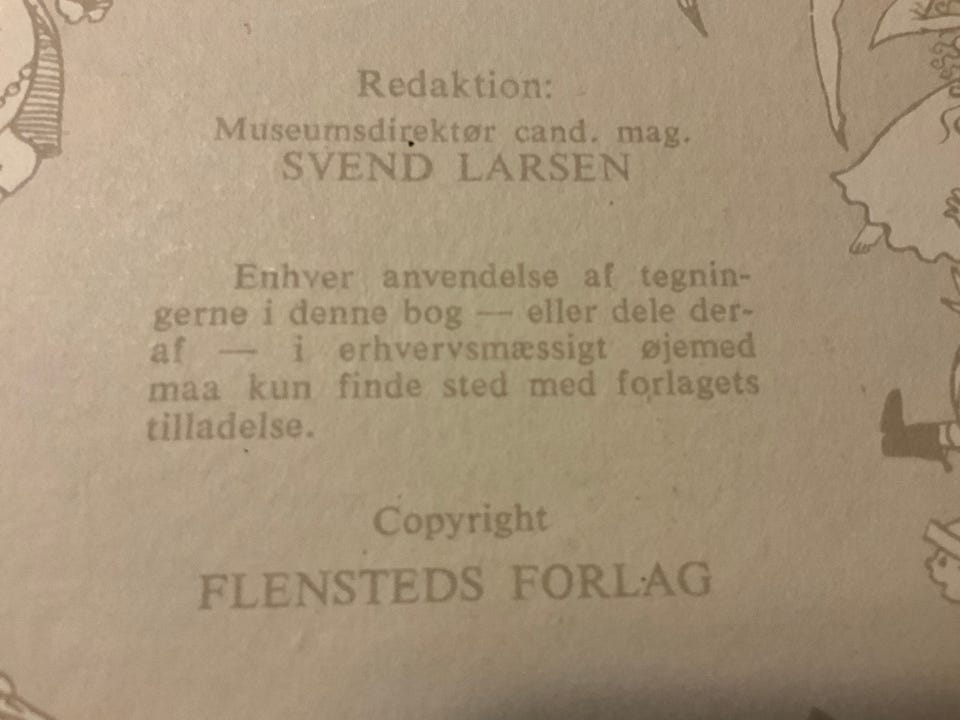 Redaktion:
Museumsdirektør cand. mag.
SVEND LARSEN
Enhver anvendelse af tegnin-
gerne i denne bog — eller dele der-
af — i erhvervsmæssigt øjemed
maa kun finde sted med forlagets
tilladelse.
Copyright
FLENSTEDS FORLAG